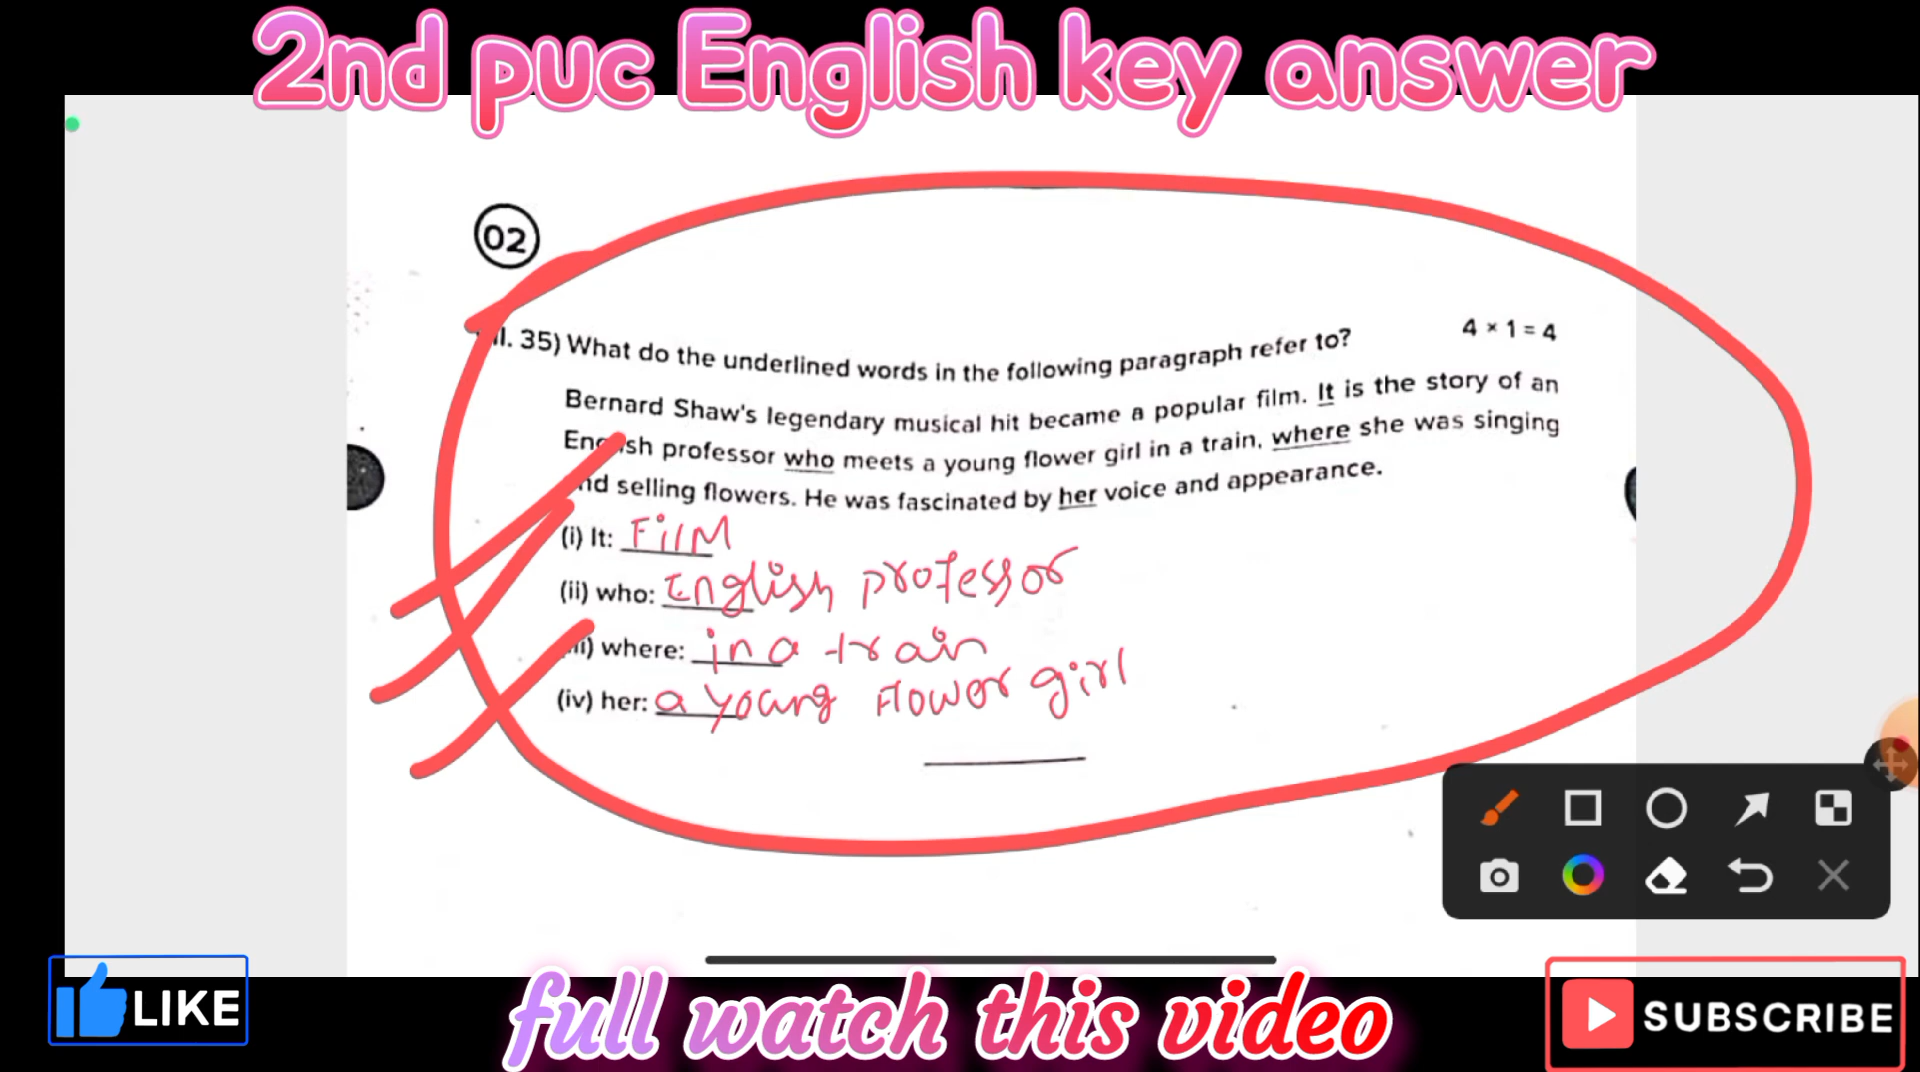 2nd puc English key answer
02
35) What do the underlined words in the following paragraph refer to? 4 × 1 = 4
Bernard Shaw's legendary musical hit became a popular film. It is the story of an
English professor who meets a young flower girl in a train, where she was singing
and selling flowers. He was fascinated by her voice and appearance.
(i) It: Film
(ii) who: English professor
(iii) where: in a train
(iv) her: a young Flower girl
LIKE
full watch this video
SUBSCRIBE